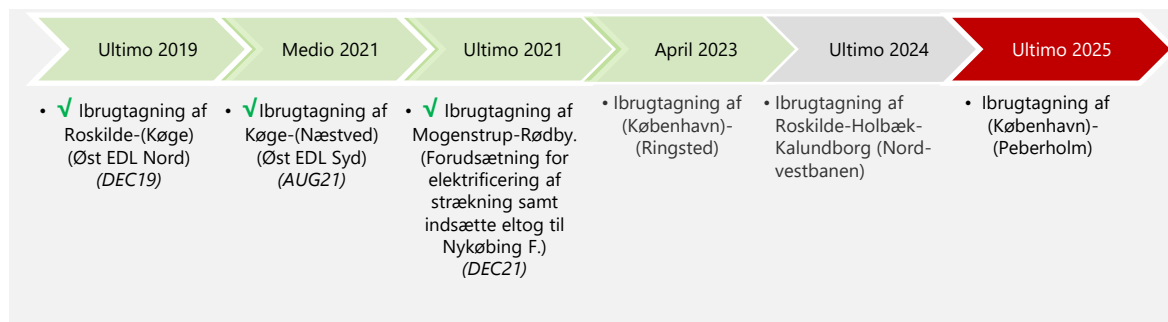 Ultimo 2019
Medio 2021
Ultimo 2021
April 2023
Ultimo 2024
Ultimo 2025
• √ Ibrugtagning af
Roskilde-(Køge)
(Øst EDL Nord)
(DEC19)
• √Ibrugtagning af
Køge-(Næstved)
(Øst EDL Syd)
(AUG21)
• √ Ibrugtagning af
Mogenstrup-Rødby.
(Forudsætning for
elektrificering af
strækning samt
indsætte eltog til
Nykøbing F.)
(DEC21)
• Ibrugtagning af
(København)-
(Ringsted)
• Ibrugtagning af
Roskilde-Holbæk-
Kalundborg (Nord-
vestbanen)
• Ibrugtagning af
(København)-
(Peberholm)